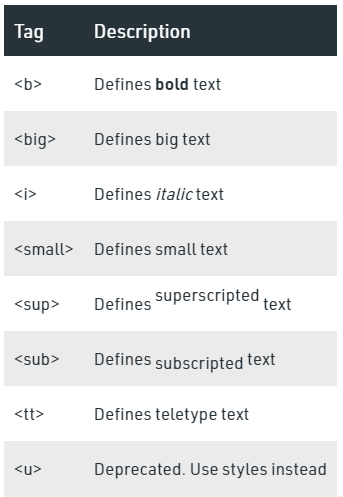 Tag Description
<b> Defines bold text
<big> Defines big text
<i> Defines italic text
<small> Defines small text
<sup> Defines superscripted text
<sub> Defines subscripted text
<tt> Defines teletype text
<u> Deprecated. Use styles instead